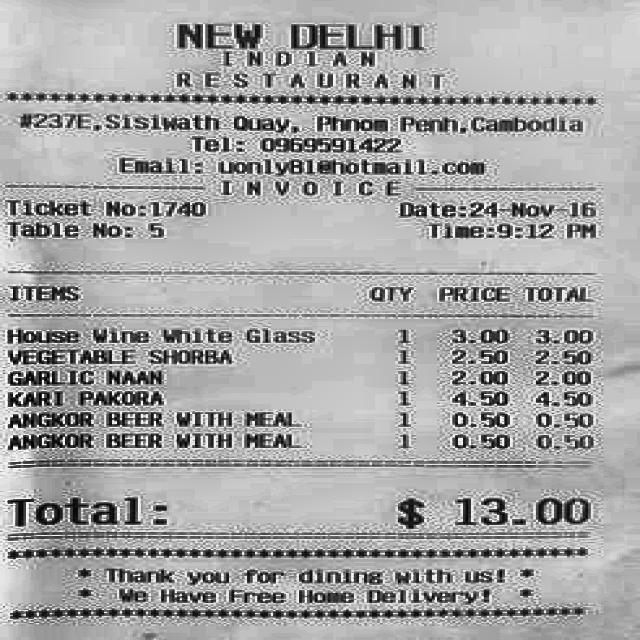 NEW DELHI
INDIAN
RESTAURANT
****************************************************
#237E,Sisiwath Quay, Phnom Penh,Cambodia
Tel: 0969591422
Email: uonly81@hotmail.com
INVOICE
Ticket No:1740 Date:24-Nov-16
Table No: 5 Time:9:12 PM
ITEMS QTY PRICE TOTAL
House Wine White Glass 1 3.00 3.00
VEGETABLE SHORBA 1 2.50 2.50
GARLIC NAAN 1 2.00 2.00
KARI PAKORA 1 4.50 4.50
ANGKOR BEER WITH MEAL 1 0.50 0.50
ANGKOR BEER WITH MEAL 1 0.50 0.50
Total: $ 13.00
****************************************************
* Thank you for dining with us! *
* We Have Free Home Delivery! *
****************************************************